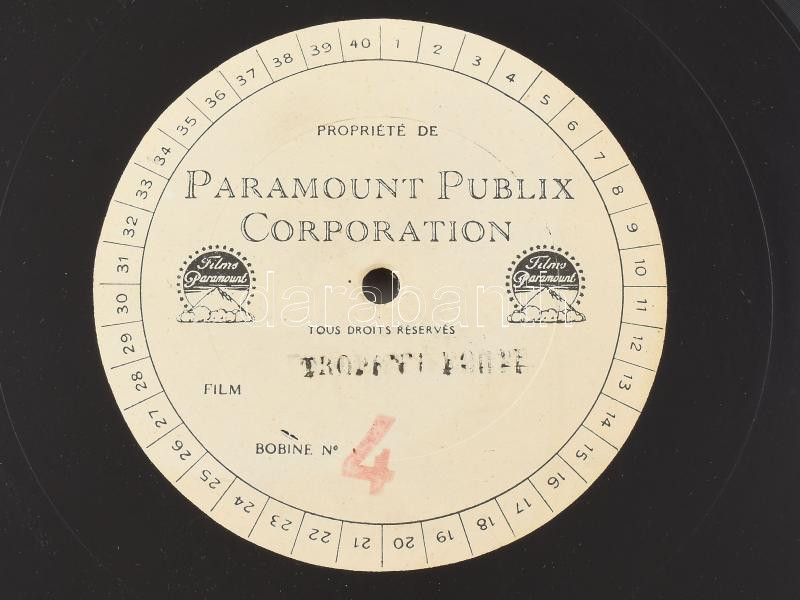 PROPRIÉTÉ DE
PARAMOUNT PUBLIX
CORPORATION
Films
Paramount
Films
Paramount
darabanth
TOUS DROITS RÉSERVÉS
FILM
BOBINE Nº 4
1 2 3 4 5 6 7 8 9 10 11 12 13 14 15 16 17 18 19 20 21 22 23 24 25 26 27 28 29 30 31 32 33 34 35 36 37 38 39 40